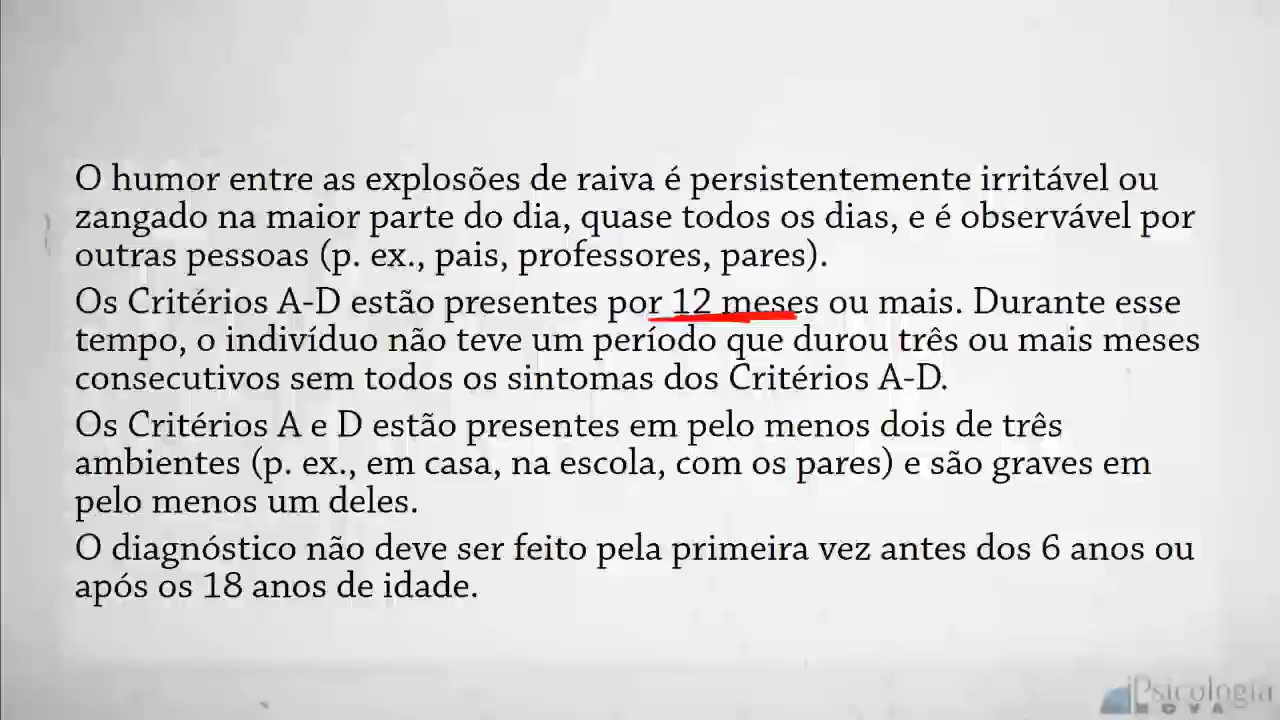 O humor entre as explosões de raiva é persistentemente irritável ou
zangado na maior parte do dia, quase todos os dias, e é observável por
outras pessoas (p. ex., pais, professores, pares).
Os Critérios A-D estão presentes por 12 meses ou mais. Durante esse
tempo, o indivíduo não teve um período que durou três ou mais meses
consecutivos sem todos os sintomas dos Critérios A-D.
Os Critérios A e D estão presentes em pelo menos dois de três
ambientes (p. ex., em casa, na escola, com os pares) e são graves em
pelo menos um deles.
O diagnóstico não deve ser feito pela primeira vez antes dos 6 anos ou
após os 18 anos de idade.
Psicologia
NOVA